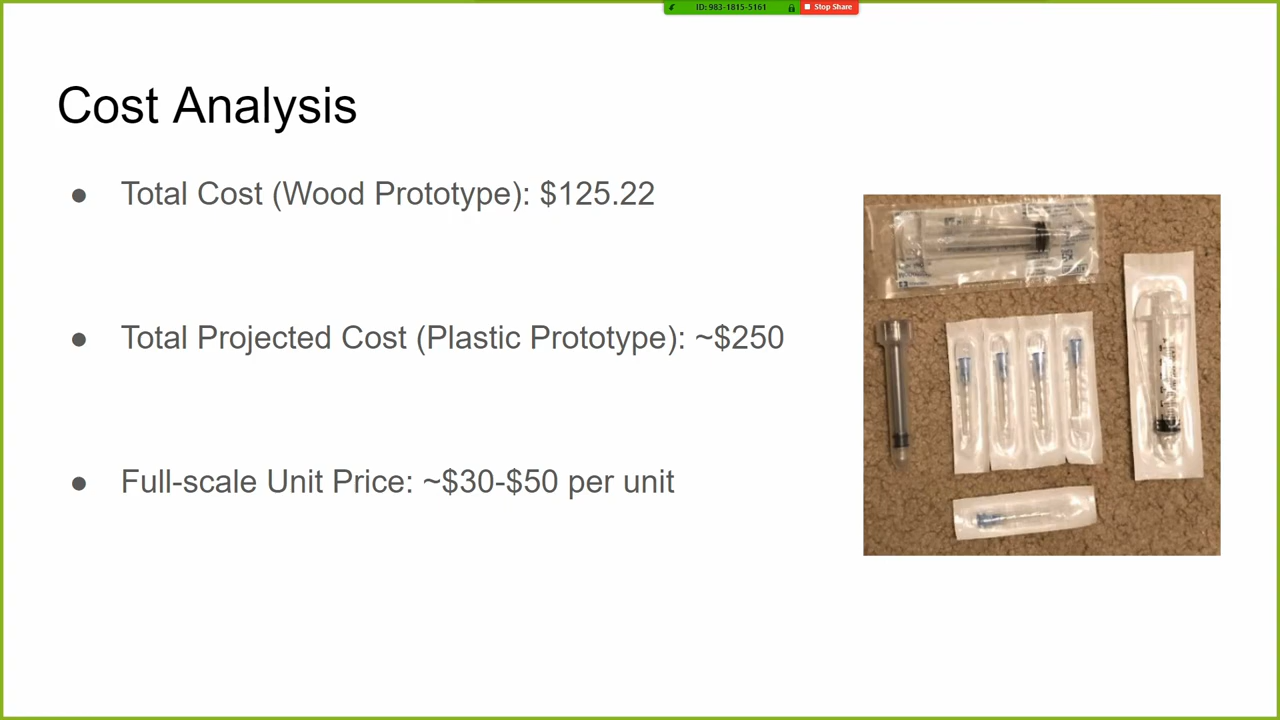 ID: 983-1815-5161
Stop Share
Cost Analysis
● Total Cost (Wood Prototype): $125.22
● Total Projected Cost (Plastic Prototype): ~$250
● Full-scale Unit Price: ~$30-$50 per unit